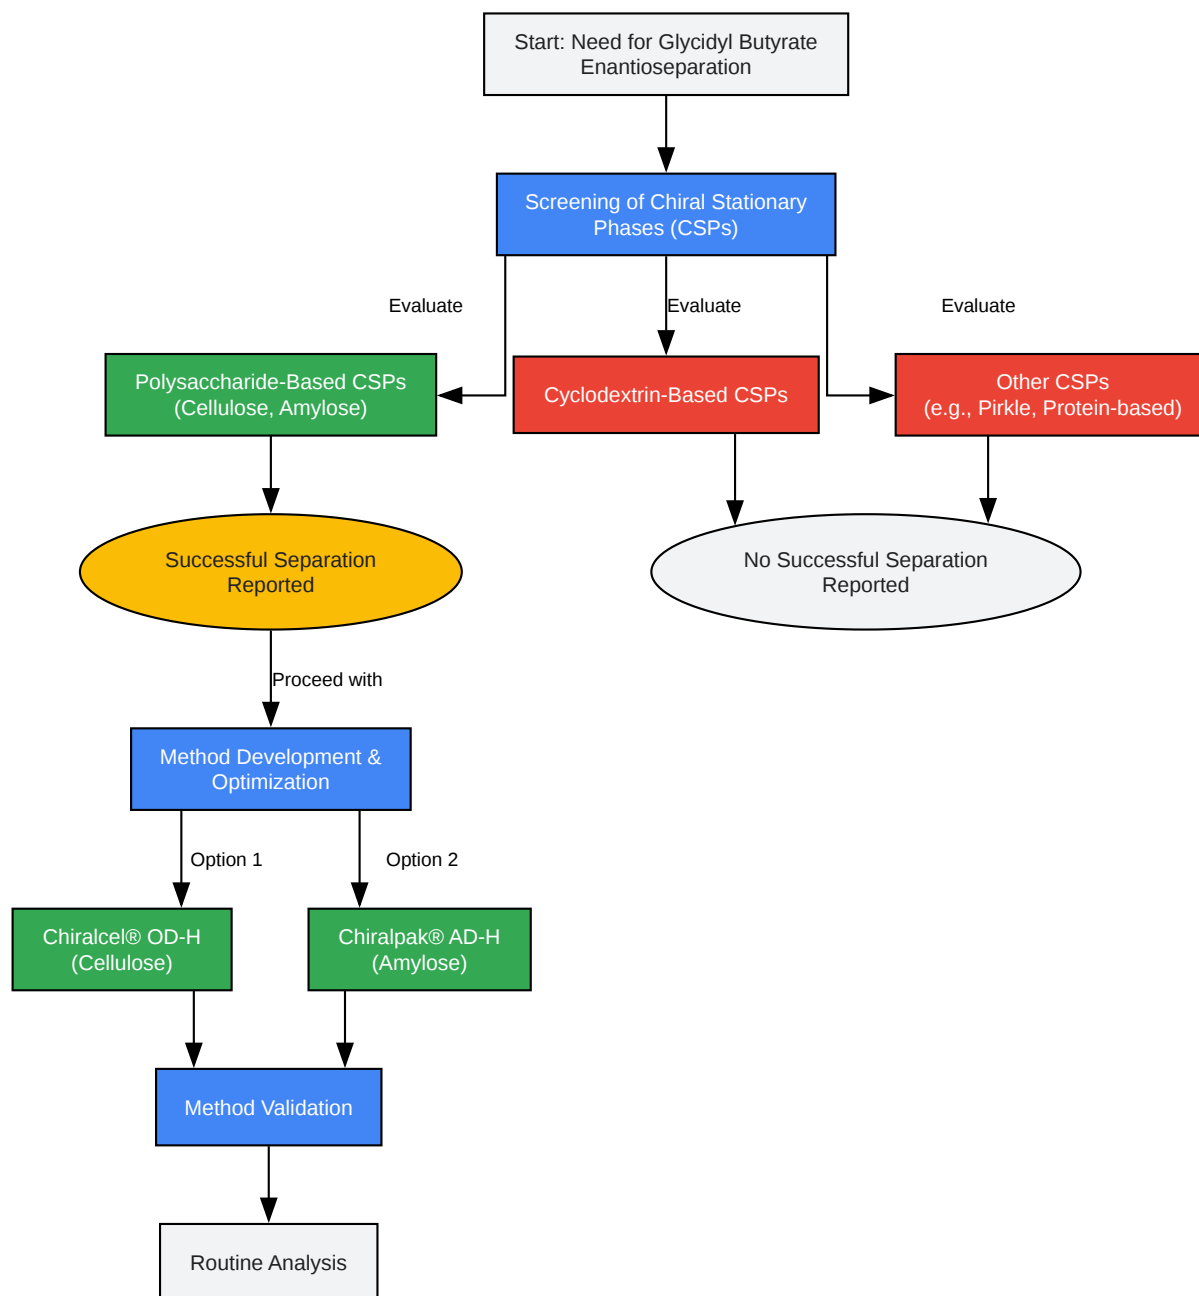 Start: Need for Glycidyl Butyrate
Enantioseparation
Screening of Chiral Stationary
Phases (CSPs)
Evaluate
Evaluate
Evaluate
Polysaccharide-Based CSPs
(Cellulose, Amylose)
Cyclodextrin-Based CSPs
Other CSPs
(e.g., Pirkle, Protein-based)
Successful Separation
Reported
No Successful Separation
Reported
Proceed with
Method Development &
Optimization
Option 1
Option 2
Chiralcel® OD-H
(Cellulose)
Chiralpak® AD-H
(Amylose)
Method Validation
Routine Analysis